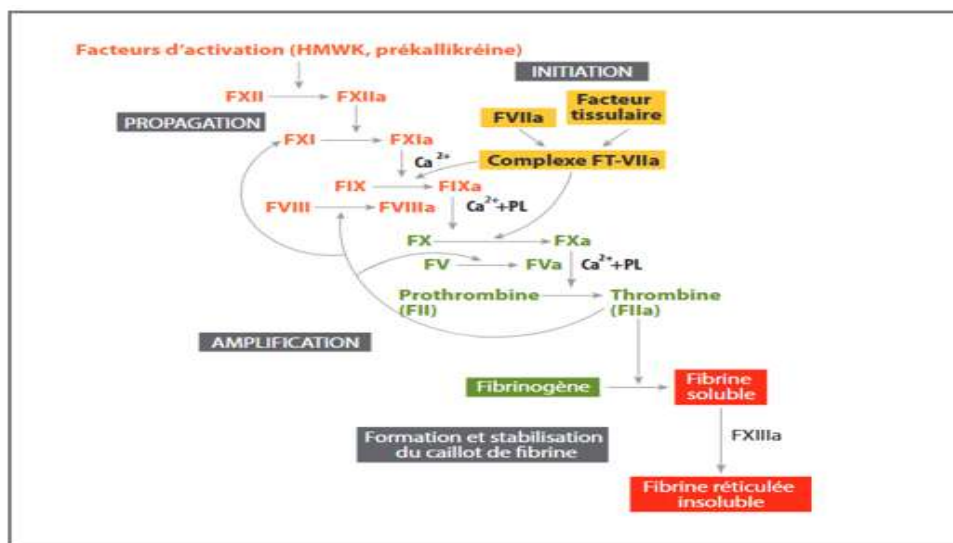 Facteurs d'activation (HMWK, prékallikréine)
INITIATION
FXII
FXIIa
FVIIa
Facteur
tissulaire
PROPAGATION
FXI
FXIa
Ca 2+
Complexe FT-VIIa
FIX
FIXa
FVIII
FVIIIa
Ca2++PL
FX
FXa
FV
FVa
Ca2++PL
Prothrombine
(FII)
Thrombine
(FIIa)
AMPLIFICATION
Fibrinogène
Fibrine
soluble
Formation et stabilisation
du caillot de fibrine
FXIIIa
Fibrine réticulée
insoluble